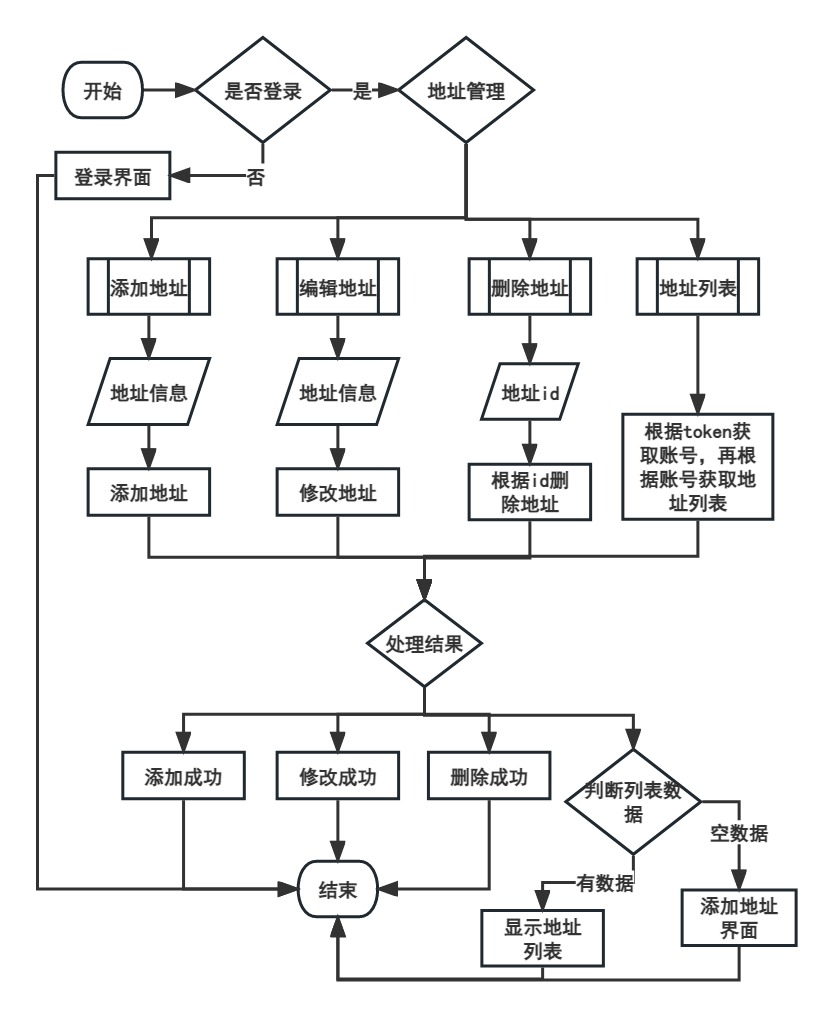 开始
是否登录
是
地址管理
登录界面
否
添加地址
编辑地址
删除地址
地址列表
地址信息
地址信息
地址id
添加地址
修改地址
根据id删
除地址
根据token获
取账号，再根
据账号获取地
址列表
处理结果
添加成功
修改成功
删除成功
判断列表数
据
空数据
有数据
结束
显示地址
列表
添加地址
界面